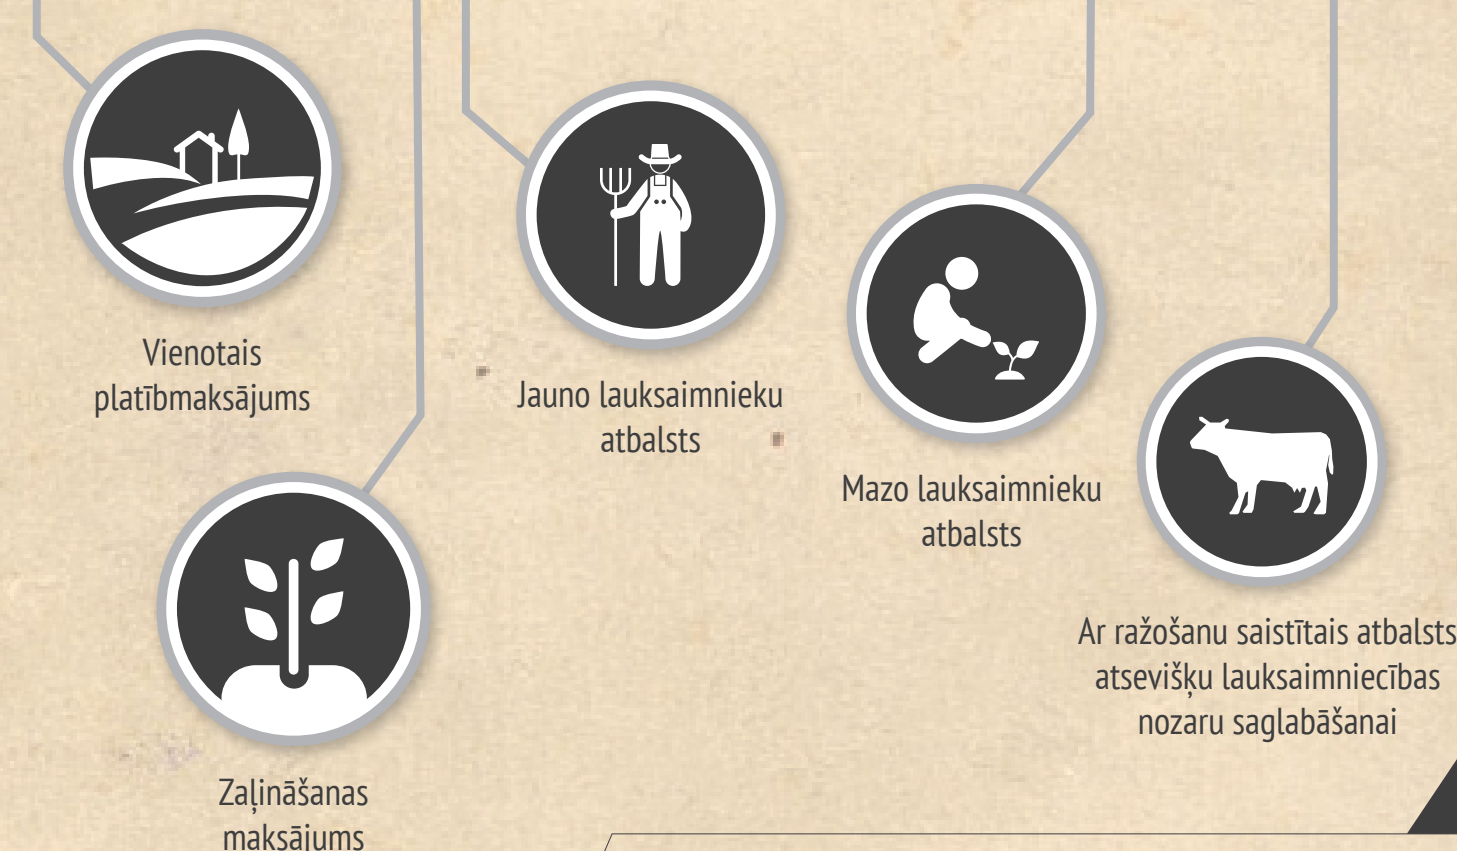 Vienotais
platībmaksājums
Zaļināšanas
maksājums
Jauno lauksaimnieku
atbalsts
Mazo lauksaimnieku
atbalsts
Ar ražošanu saistītais atbalsts
atsevišķu lauksaimniecības
nozaru saglabāšanai